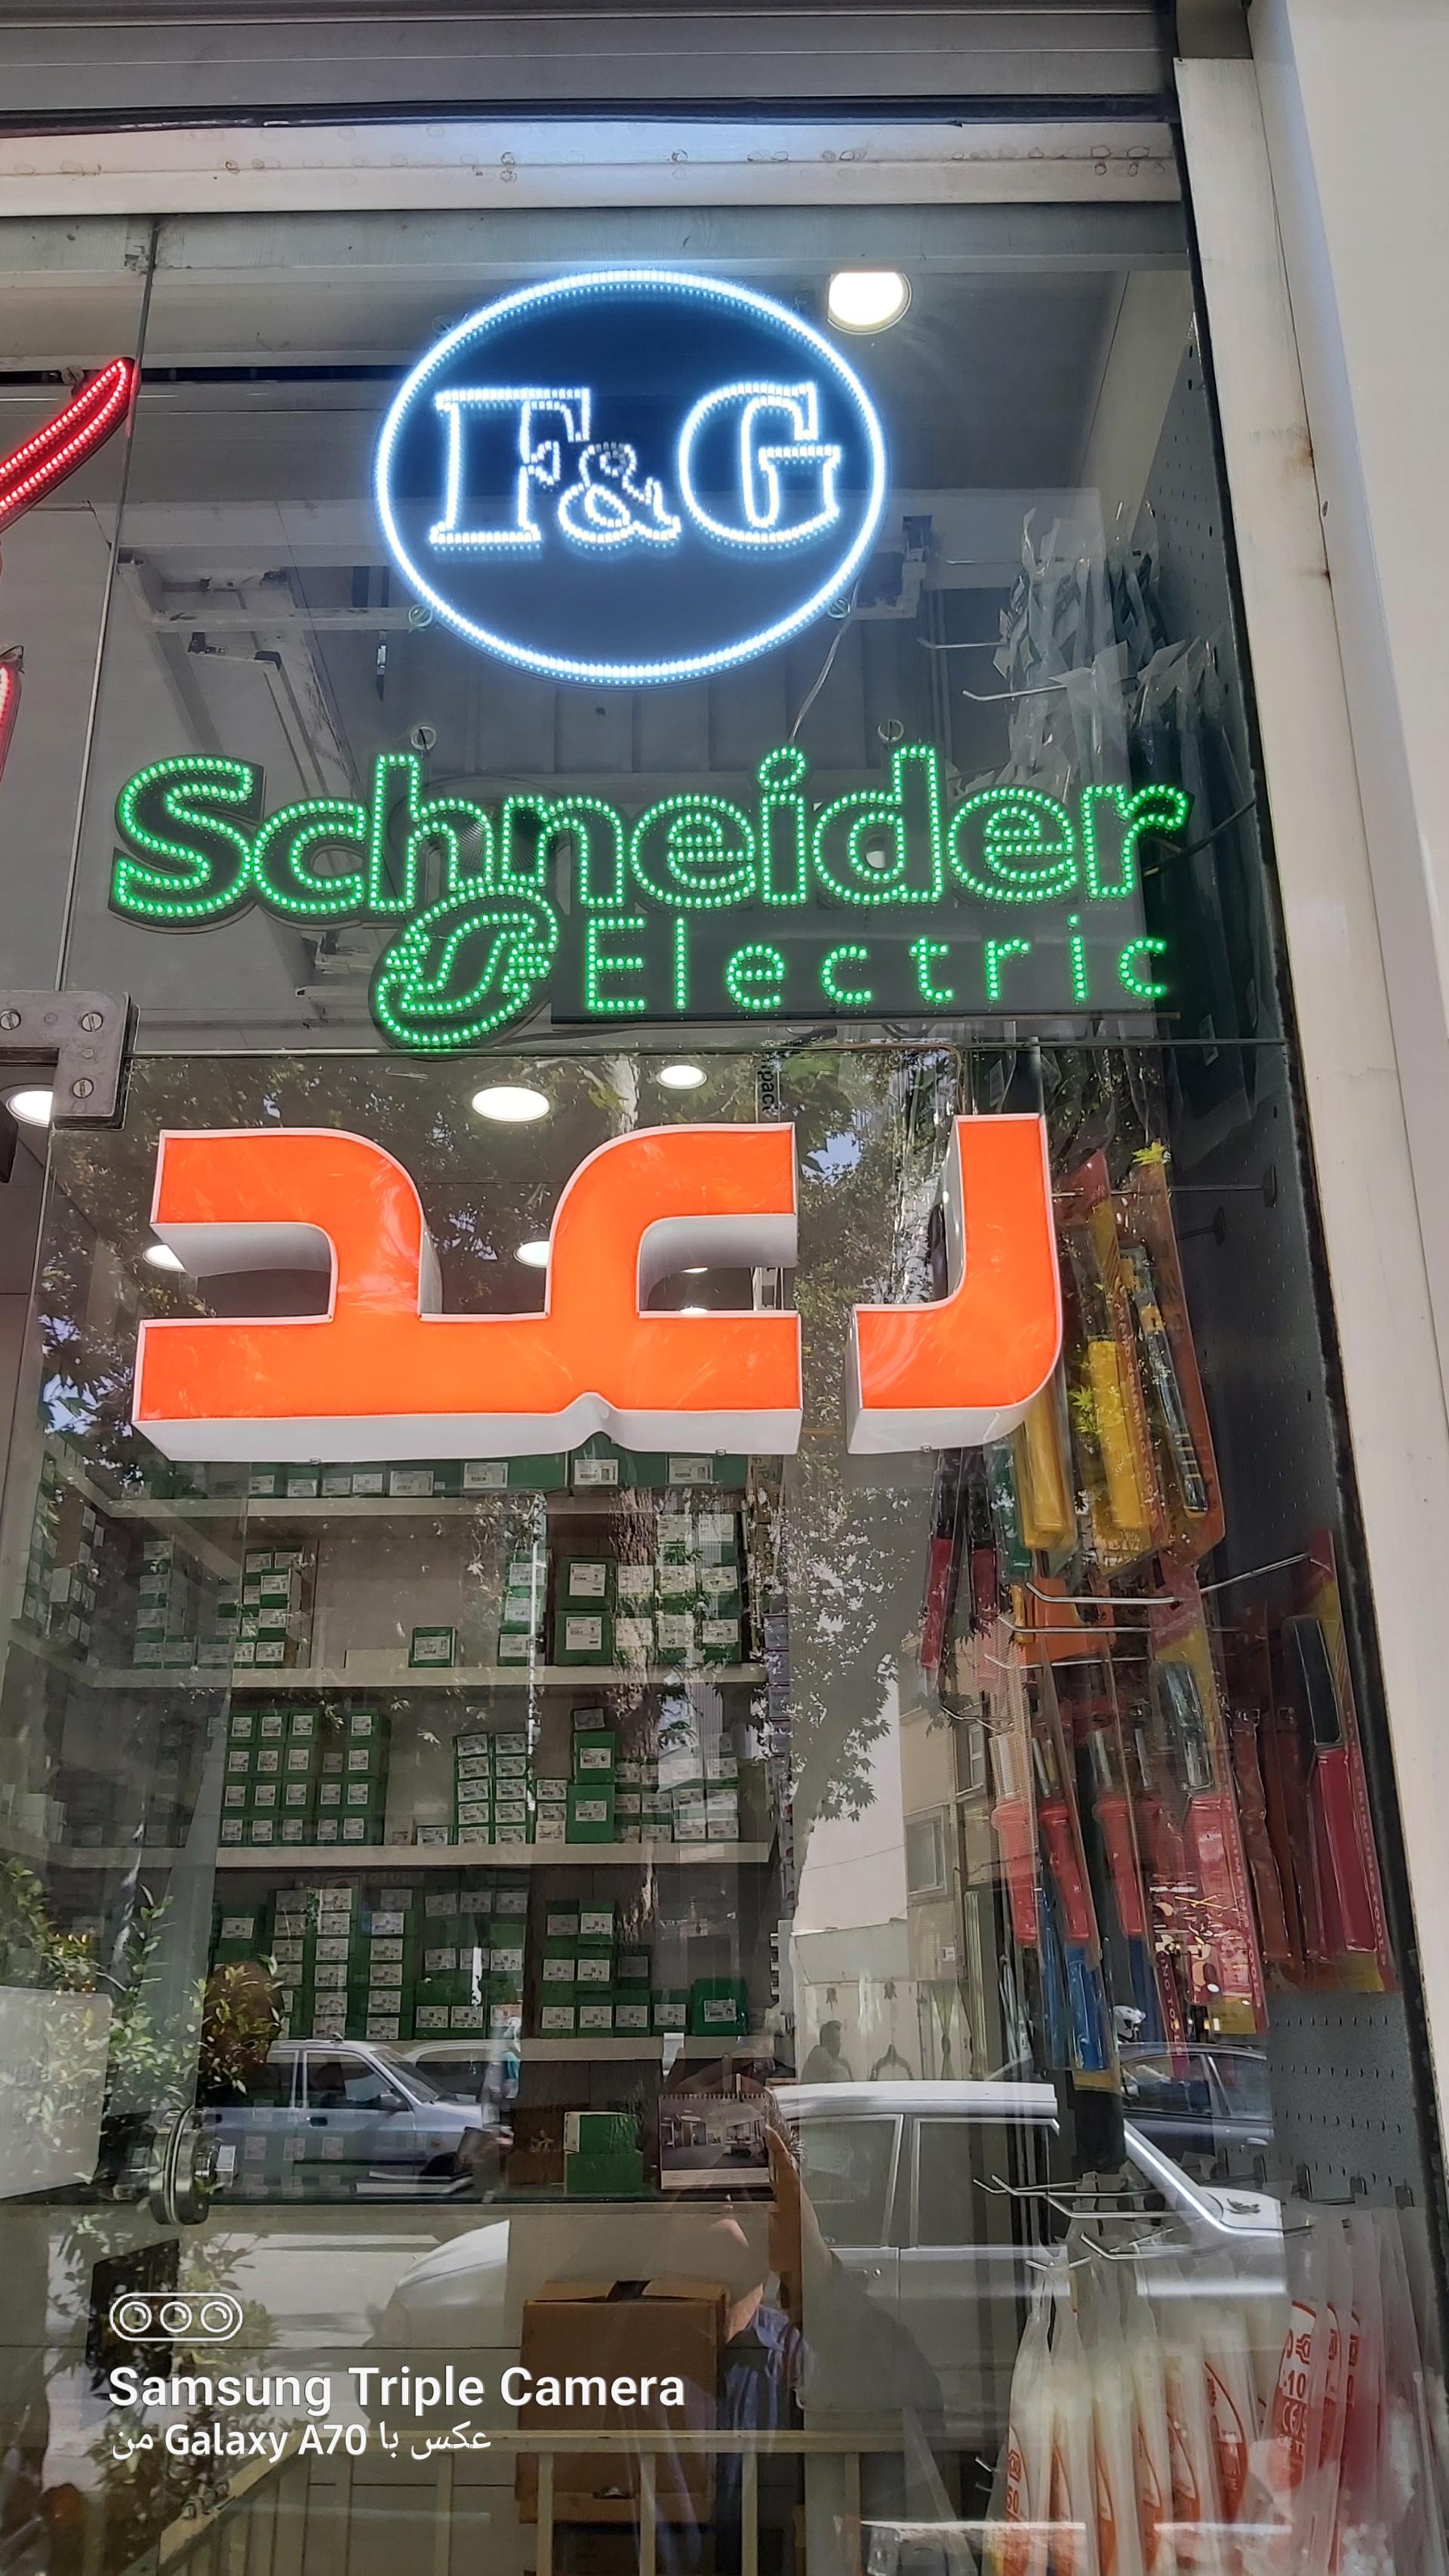 F&G
Schneider
Electric
رعد
Samsung Triple Camera
عکس با Galaxy A70 من